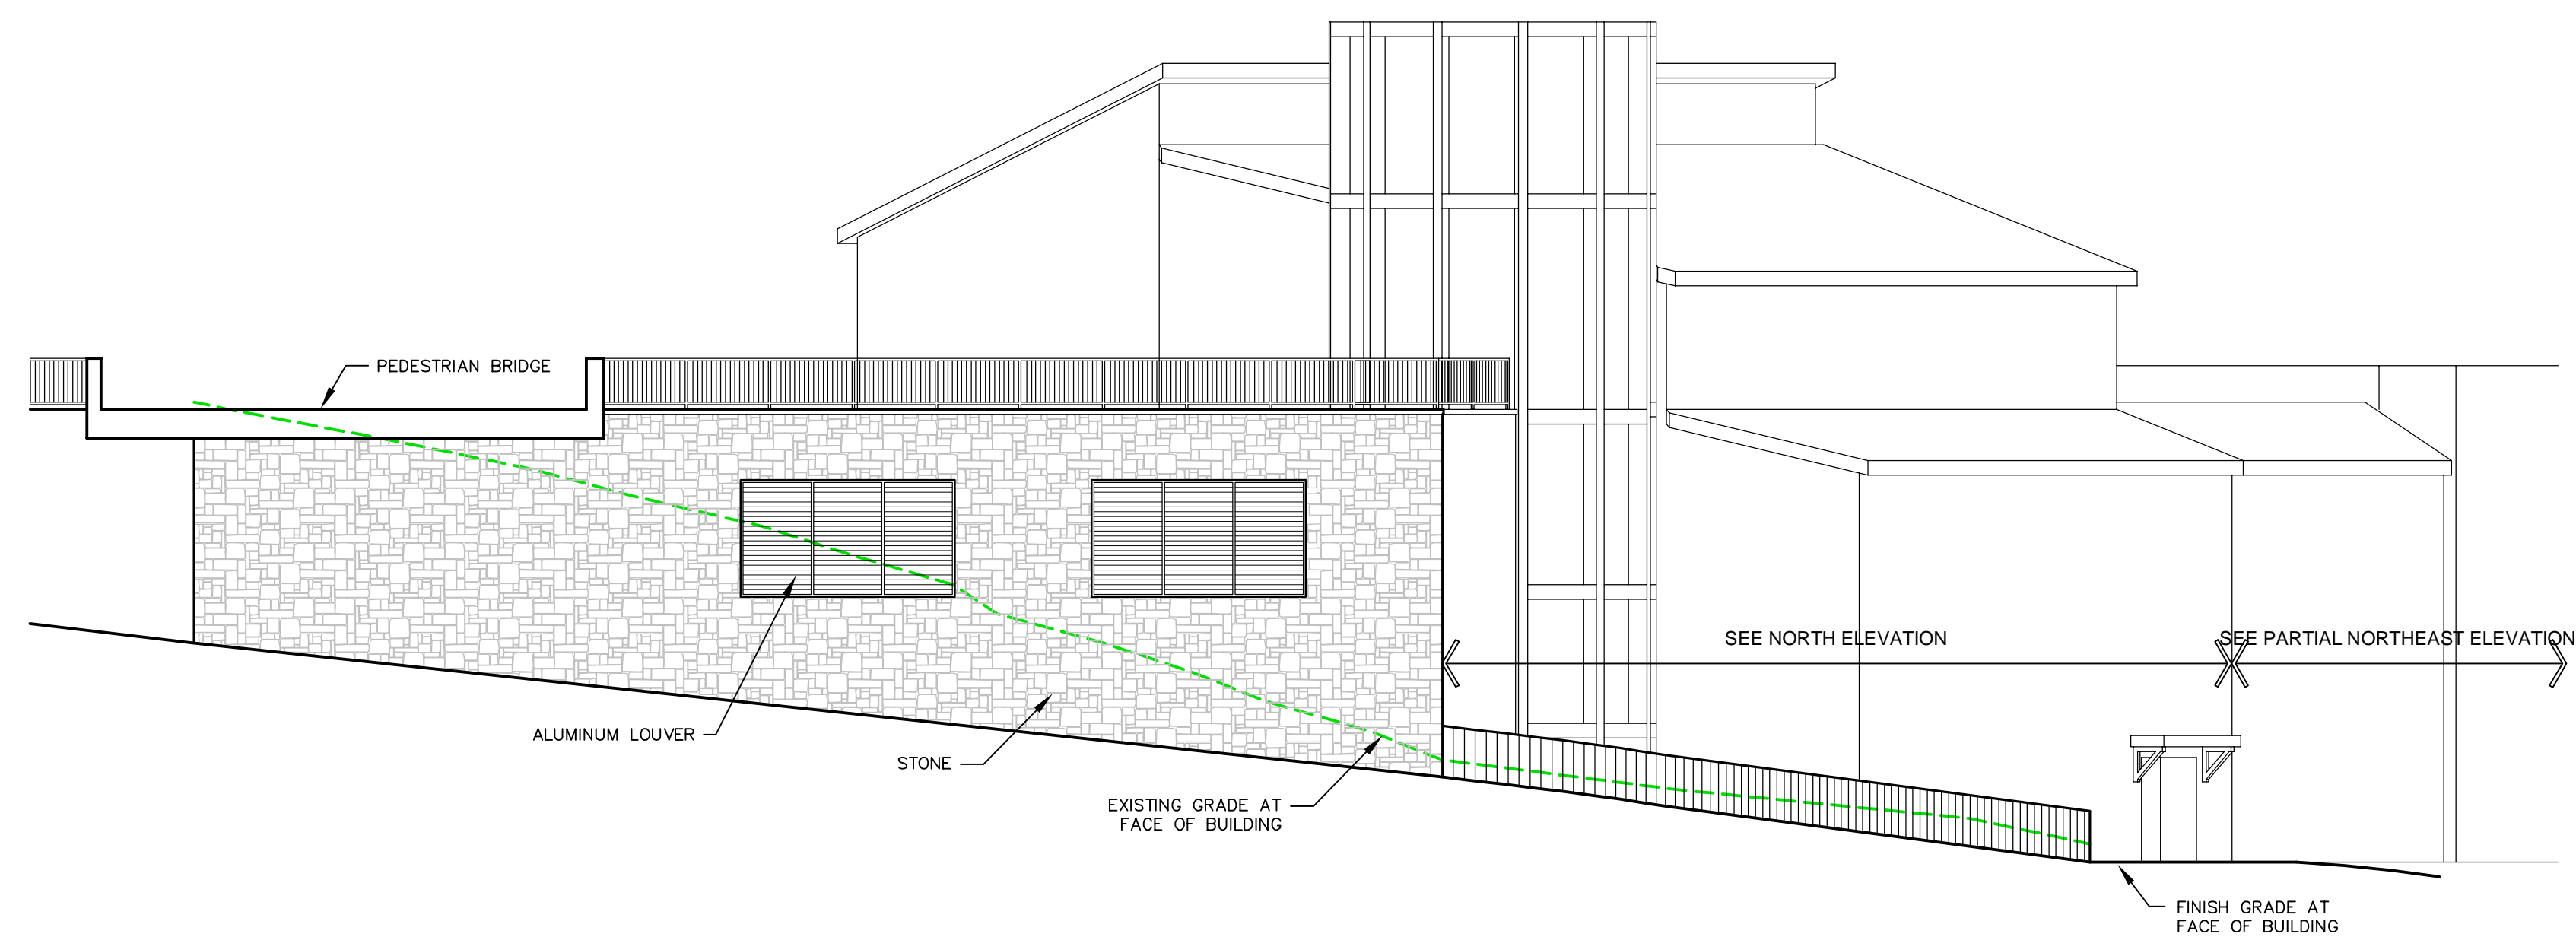 PEDESTRIAN BRIDGE
SEE NORTH ELEVATION
SEE PARTIAL NORTHEAST ELEVATION
ALUMINUM LOUVER
STONE
EXISTING GRADE AT
FACE OF BUILDING
FINISH GRADE AT
FACE OF BUILDING